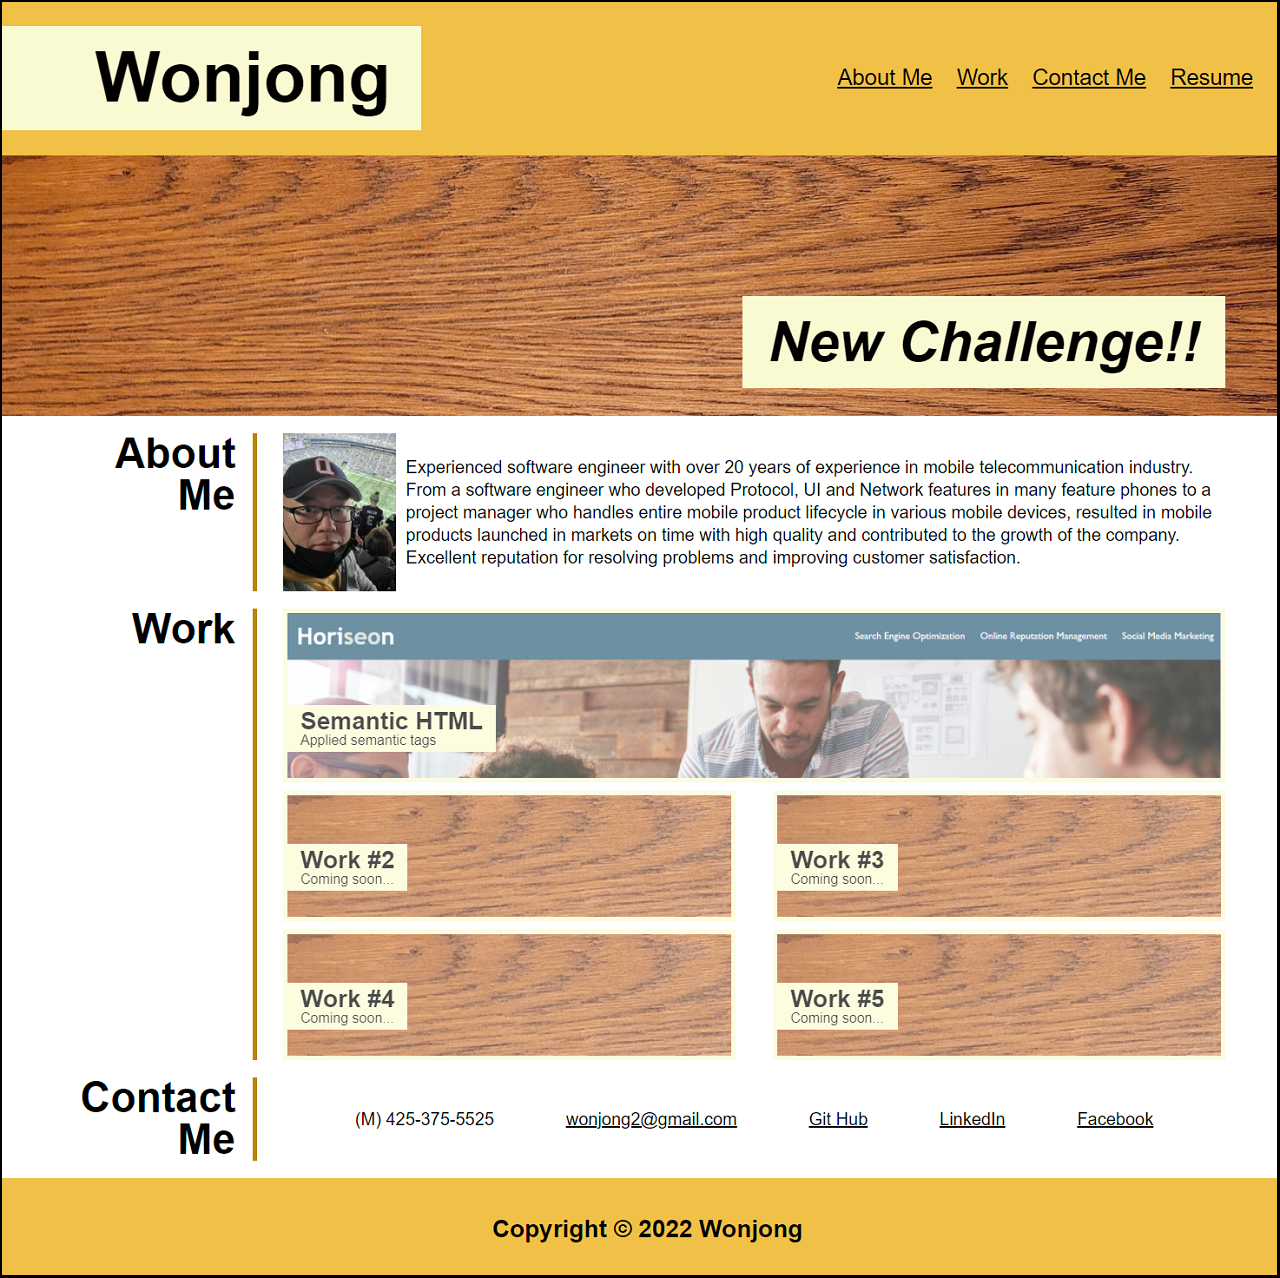 Wonjong
About Me Work Contact Me Resume
New Challenge!!
About
Me
Experienced software engineer with over 20 years of experience in mobile telecommunication industry.
From a software engineer who developed Protocol, UI and Network features in many feature phones to a
project manager who handles entire mobile product lifecycle in various mobile devices, resulted in mobile
products launched in markets on time with high quality and contributed to the growth of the company.
Excellent reputation for resolving problems and improving customer satisfaction.
Work
Horiseon
Search Engine Optimization Online Reputation Management Social Media Marketing
Semantic HTML
Applied semantic tags
Work #2
Coming soon...
Work #3
Coming soon...
Work #4
Coming soon...
Work #5
Coming soon...
Contact
Me
(M) 425-375-5525 wonjong2@gmail.com Git Hub LinkedIn Facebook
Copyright © 2022 Wonjong